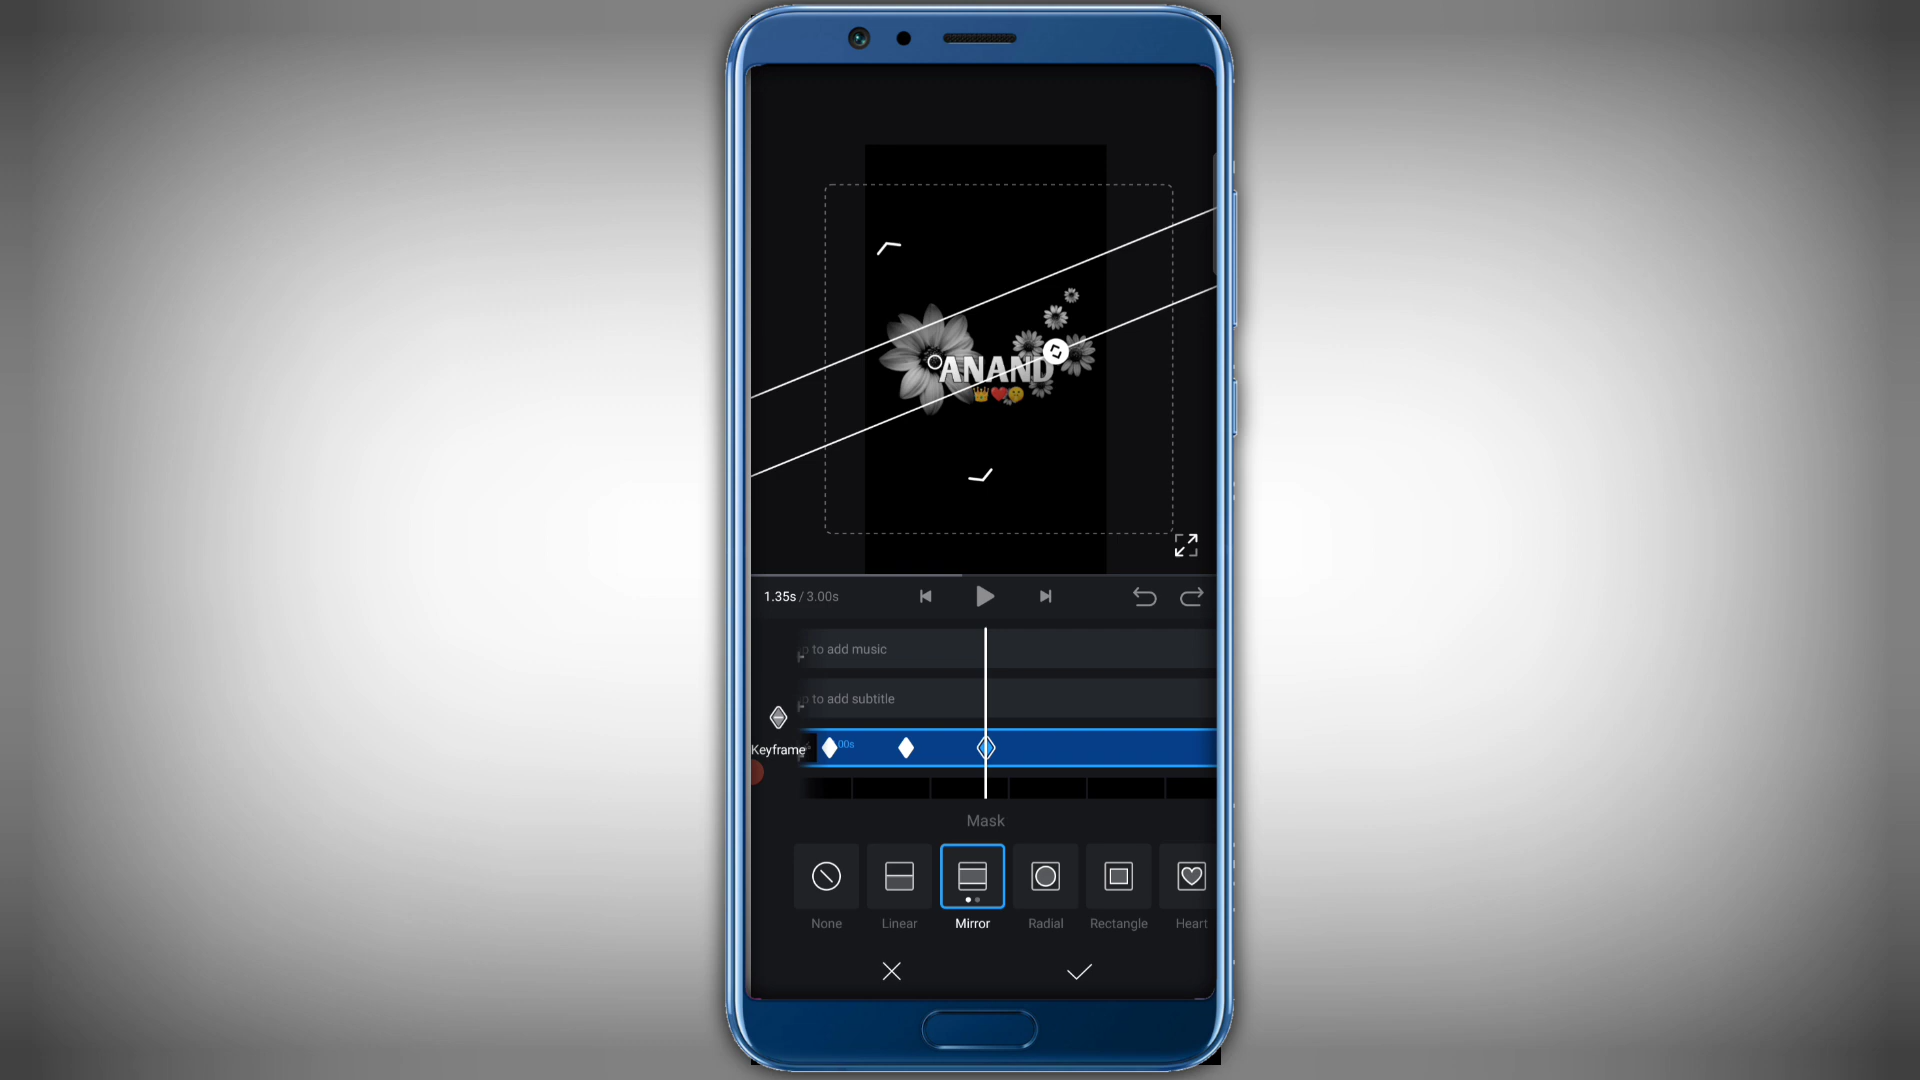 ANAND
1.35s / 3.00s
to add music
to add subtitle
00s
Keyframe
Mask
None
Linear
Mirror
Radial
Rectangle
Heart